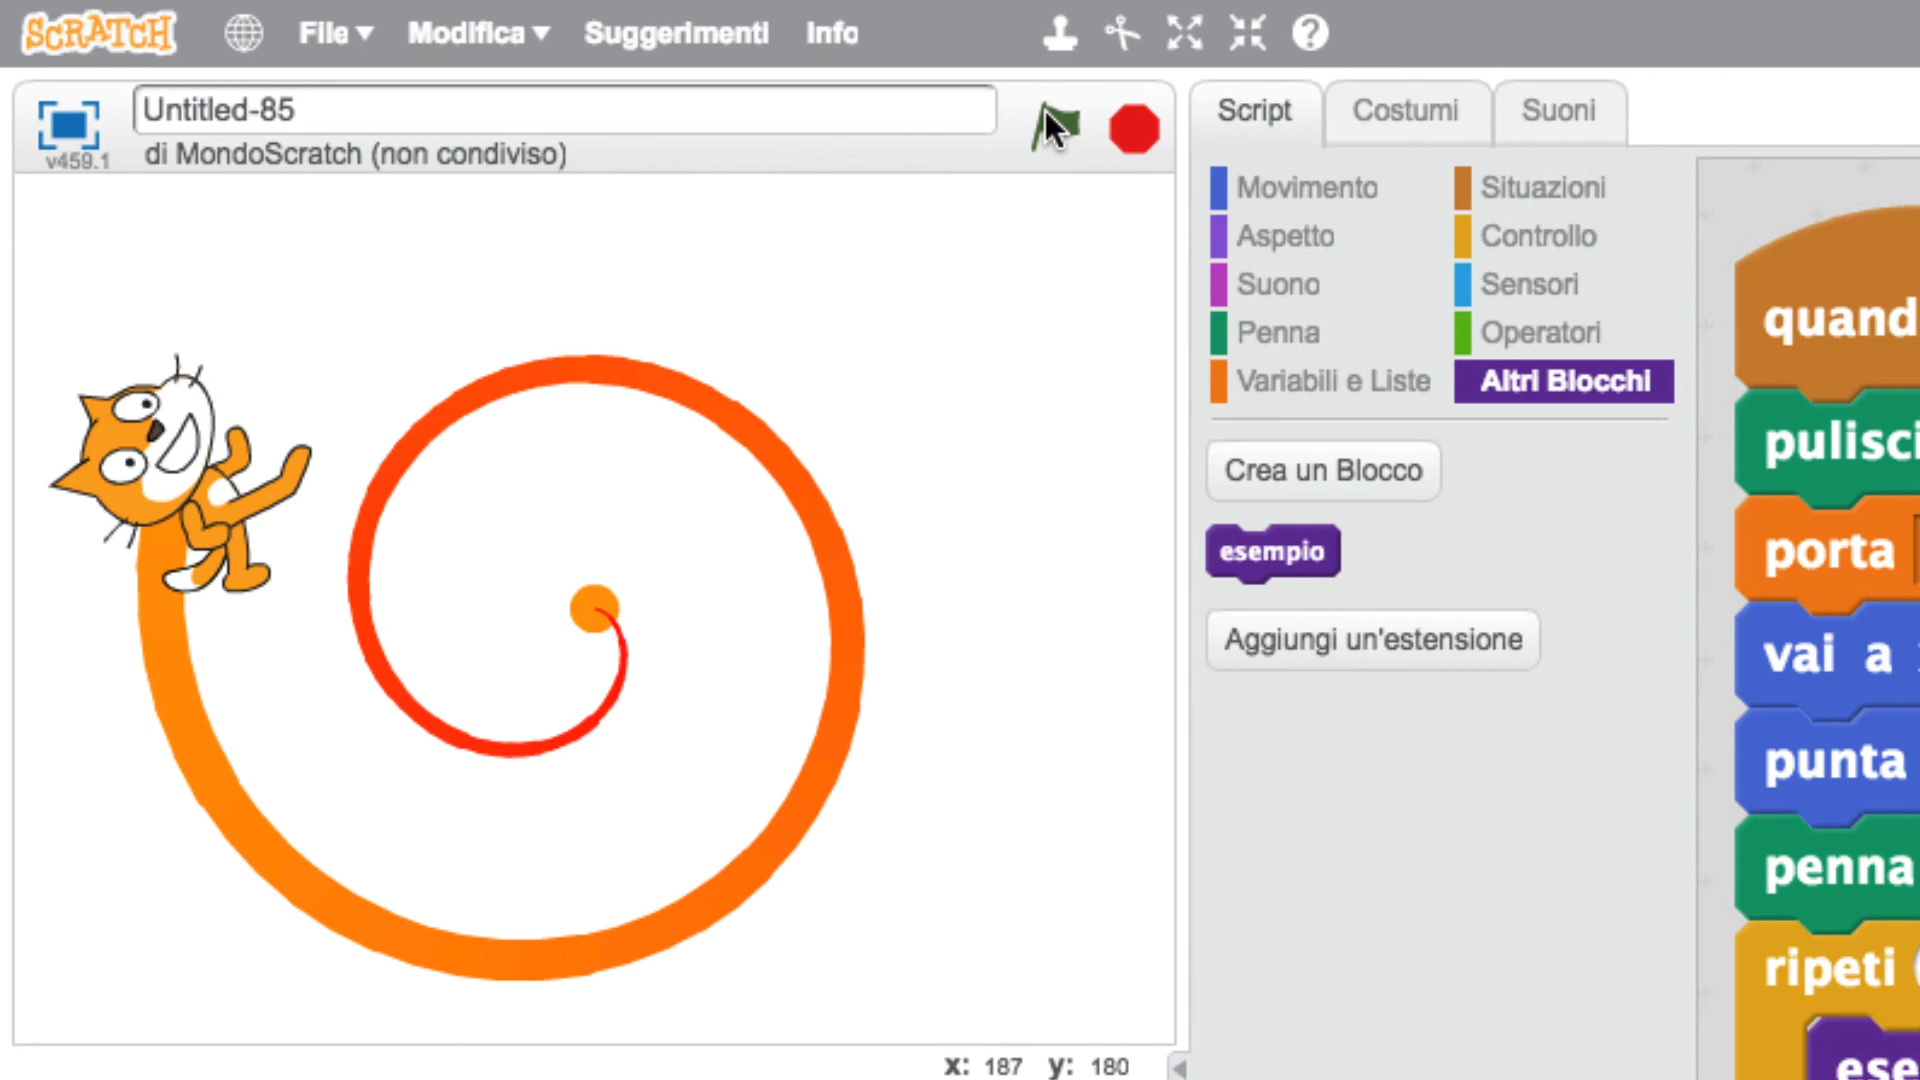 SCRATCH File Modifica Suggerimenti Info
Untitled-85
v459.1 di MondoScratch (non condiviso)
x: 187 y: 180
Script Costumi Suoni
Movimento Situazioni
Aspetto Controllo
Suono Sensori
Penna Operatori
Variabili e Liste Altri Blocchi
Crea un Blocco
esempio
Aggiungi un'estensione
quand
pulisci
porta
vai a
punta
penna
ripeti
ese